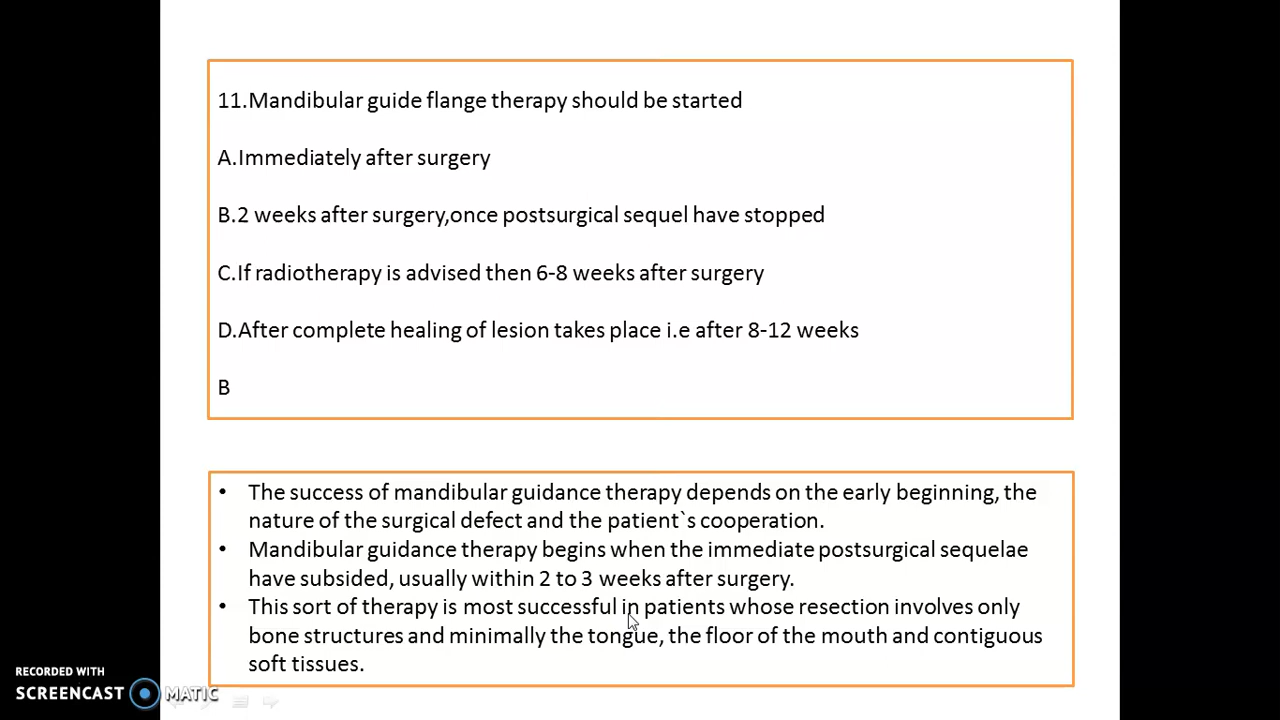 11.Mandibular guide flange therapy should be started
A.Immediately after surgery
B.2 weeks after surgery,once postsurgical sequel have stopped
C.If radiotherapy is advised then 6-8 weeks after surgery
D.After complete healing of lesion takes place i.e after 8-12 weeks
B
• The success of mandibular guidance therapy depends on the early beginning, the
nature of the surgical defect and the patient`s cooperation.
• Mandibular guidance therapy begins when the immediate postsurgical sequelae
have subsided, usually within 2 to 3 weeks after surgery.
• This sort of therapy is most successful in patients whose resection involves only
bone structures and minimally the tongue, the floor of the mouth and contiguous
soft tissues.
RECORDED WITH
SCREENCAST MATIC